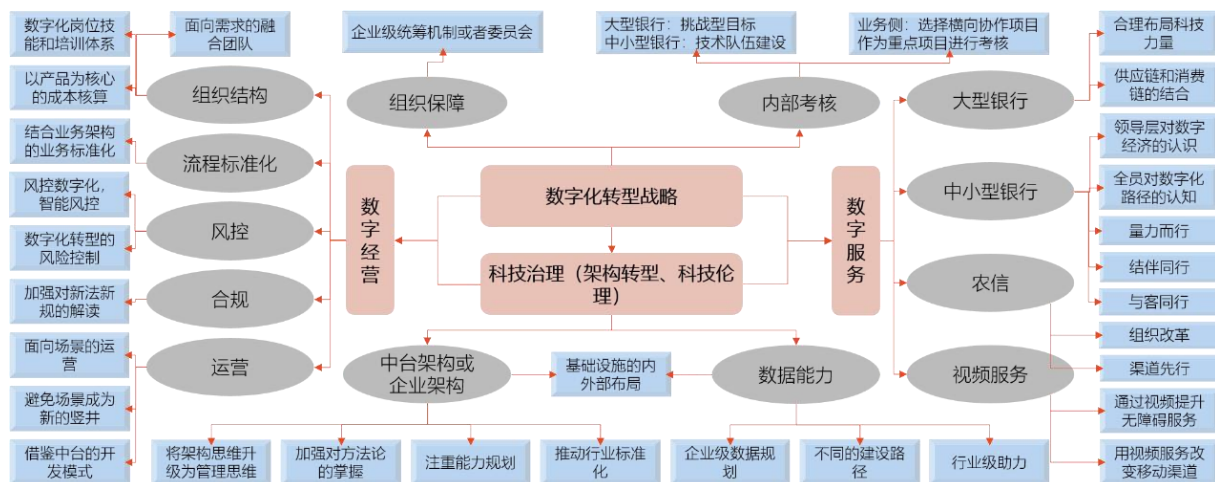 数字化岗位技
能和培训体系
面向需求的融
合团队
以产品为核心
的成本核算
组织结构
结合业务架构
的业务标准化
流程标准化
风控数字化，
智能风控
数字化转型的
风险控制
风控
加强对新法新
规的解读
合规
面向场景的运
营
避免场景成为
新的竖井
借鉴中台的开
发模式
运营
数字经营
企业级统筹机制或者委员会
组织保障
大型银行：挑战型目标
中小型银行：技术队伍建设
业务侧：选择横向协作项目
作为重点项目进行考核
内部考核
数字化转型战略
科技治理（架构转型、科技伦
理）
中台架构或
企业架构
基础设施的内
外部布局
数据能力
将架构思维升
级为管理思维
加强对方法论
的掌握
注重能力规划
推动行业标准
化
企业级数据规
划
不同的建设路
径
行业级助力
数字服务
大型银行
合理布局科技
力量
供应链和消费
链的结合
中小型银行
领导层对数字
经济的认识
全员对数字化
路径的认知
量力而行
结伴同行
与客同行
农信
组织改革
渠道先行
视频服务
通过视频提升
无障碍服务
用视频服务改
变移动渠道